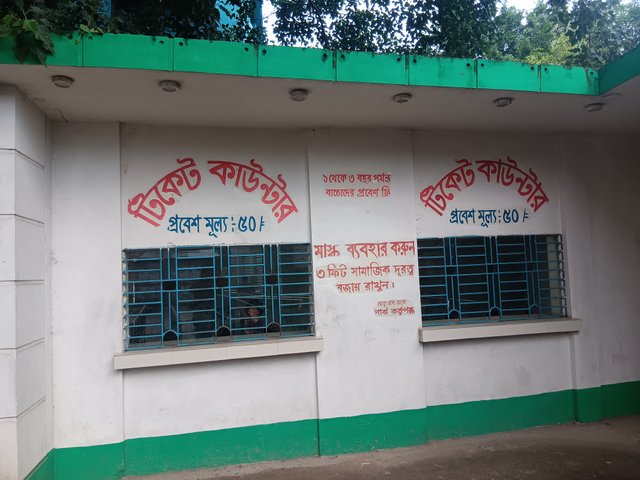 টিকেট কাউন্টার
প্রবেশ মূল্য : ৫০/-
১ থেকে ৩ বছর পর্যন্ত
বাচ্চাদের প্রবেশ ফ্রি
মাস্ক ব্যবহার করুন
৩ ফিট সামাজিক দূরত্ব
বজায় রাখুন।
পার্ক কর্তৃপক্ষ
টিকেট কাউন্টার
প্রবেশ মূল্য : ৫০/-